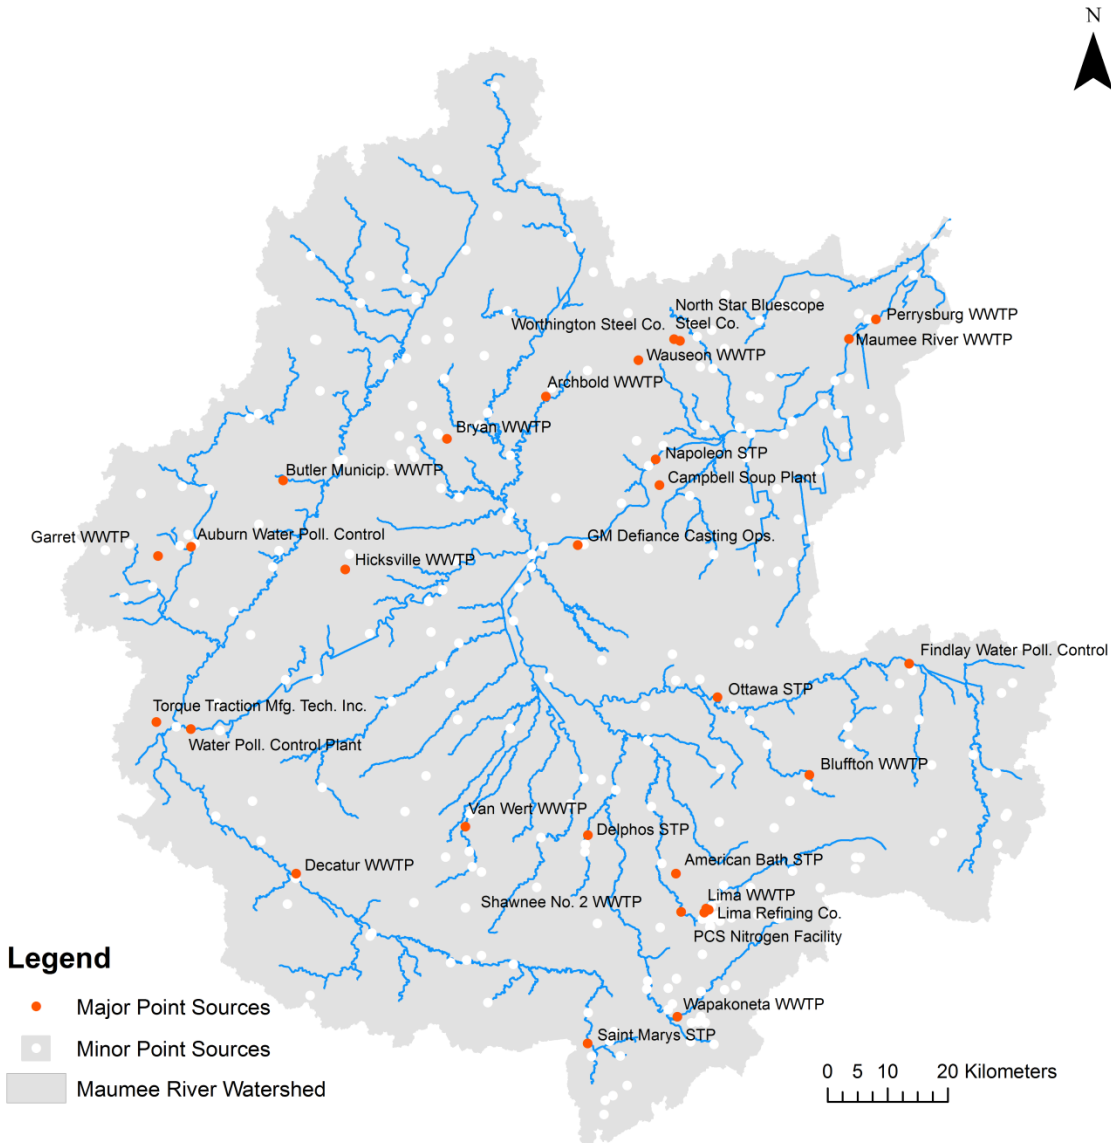 N
North Star Bluescope
Worthington Steel Co. Steel Co.
Perrysburg WWTP
Maumee River WWTP
Wauseon WWTP
Archbold WWTP
Bryan WWTP
Napoleon STP
Butler Municip. WWTP
Campbell Soup Plant
Garret WWTP
Auburn Water Poll. Control
GM Defiance Casting Ops.
Hicksville WWTP
Findlay Water Poll. Control
Ottawa STP
Torque Traction Mfg. Tech. Inc.
Water Poll. Control Plant
Bluffton WWTP
Van Wert WWTP
Delphos STP
Decatur WWTP
American Bath STP
Shawnee No. 2 WWTP
Lima WWTP
Lima Refining Co.
PCS Nitrogen Facility
Wapakoneta WWTP
Saint Marys STP
Legend
Major Point Sources
Minor Point Sources
Maumee River Watershed
0 5 10 20 Kilometers